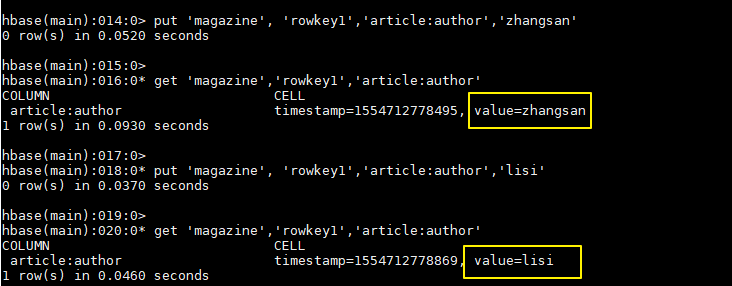 hbase(main):014:0> put 'magazine', 'rowkey1','article:author','zhangsan'
0 row(s) in 0.0520 seconds
hbase(main):015:0>
hbase(main):016:0* get 'magazine','rowkey1','article:author'
COLUMN CELL
article:author timestamp=1554712778495, value=zhangsan
1 row(s) in 0.0930 seconds
hbase(main):017:0>
hbase(main):018:0* put 'magazine', 'rowkey1','article:author','lisi'
0 row(s) in 0.0370 seconds
hbase(main):019:0>
hbase(main):020:0* get 'magazine','rowkey1','article:author'
COLUMN CELL
article:author timestamp=1554712778869, value=lisi
1 row(s) in 0.0460 seconds